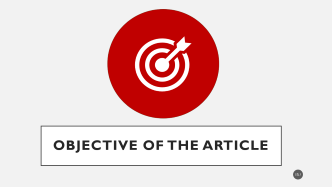 OBJECTIVE OF THE ARTICLE